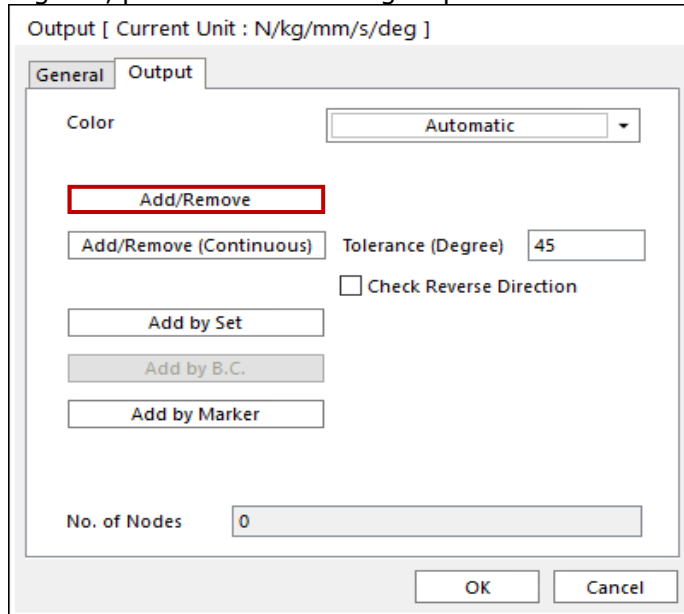 Output [ Current Unit : N/kg/mm/s/deg ]
General Output
Color Automatic
Add/Remove
Add/Remove (Continuous) Tolerance (Degree) 45
Check Reverse Direction
Add by Set
Add by B.C.
Add by Marker
No. of Nodes 0
OK Cancel